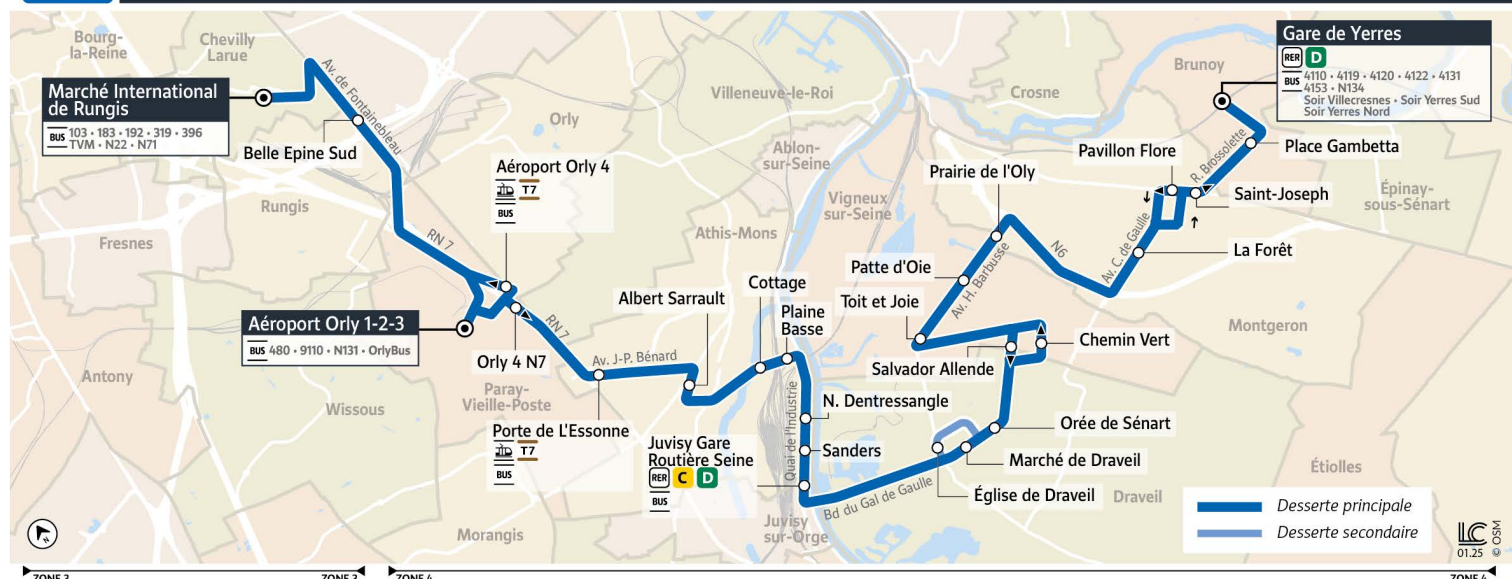 Marché International
de Rungis
BUS 103 • 183 • 192 • 319 • 396
TVM • N22 • N71
Bourg-
la-Reine
Chevilly
Larue
Av. de Fontainebleau
Belle Epine Sud
Rungis
Fresnes
Antony
Wissous
Orly
RN 7
Aéroport Orly 4
T7
BUS
Aéroport Orly 1-2-3
BUS 480 • 9110 • N131 • OrlyBus
Orly 4 N7
RN 7
Paray-
Vieille-Poste
Porte de L'Essonne
T7
BUS
Morangis
Av. J-P. Bénard
Albert Sarrault
Athis-Mons
Villeneuve-le-Roi
Ablon-
sur-Seine
Vigneux
sur-Seine
Cottage
Plaine
Basse
Quai de l'Industrie
N. Dentressangle
Sanders
Juvisy Gare
Routière Seine
RER C D
BUS
Juvisy
sur-Orge
Bd du Gal de Gaulle
Église de Draveil
Marché de Draveil
Orée de Sénart
Draveil
Salvador Allende
Chemin Vert
Toit et Joie
Patte d'Oie
Av. H. Barbusse
Prairie de l'Oly
N6
Av. C. de Gaulle
La Forêt
Pavillon Flore
Saint-Joseph
R. Brossolette
Place Gambetta
Crosne
Brunoy
Montgeron
Épinay-
sous-Sénart
Étiolles
Gare de Yerres
RER D
BUS 4110 • 4119 • 4120 • 4122 • 4131
4153 • N134
Soir Villecresnes • Soir Yerres Sud
Soir Yerres Nord
Desserte principale
Desserte secondaire
LC
01.25
© OSM
ZONE 3
ZONE 3
ZONE 4
ZONE 4